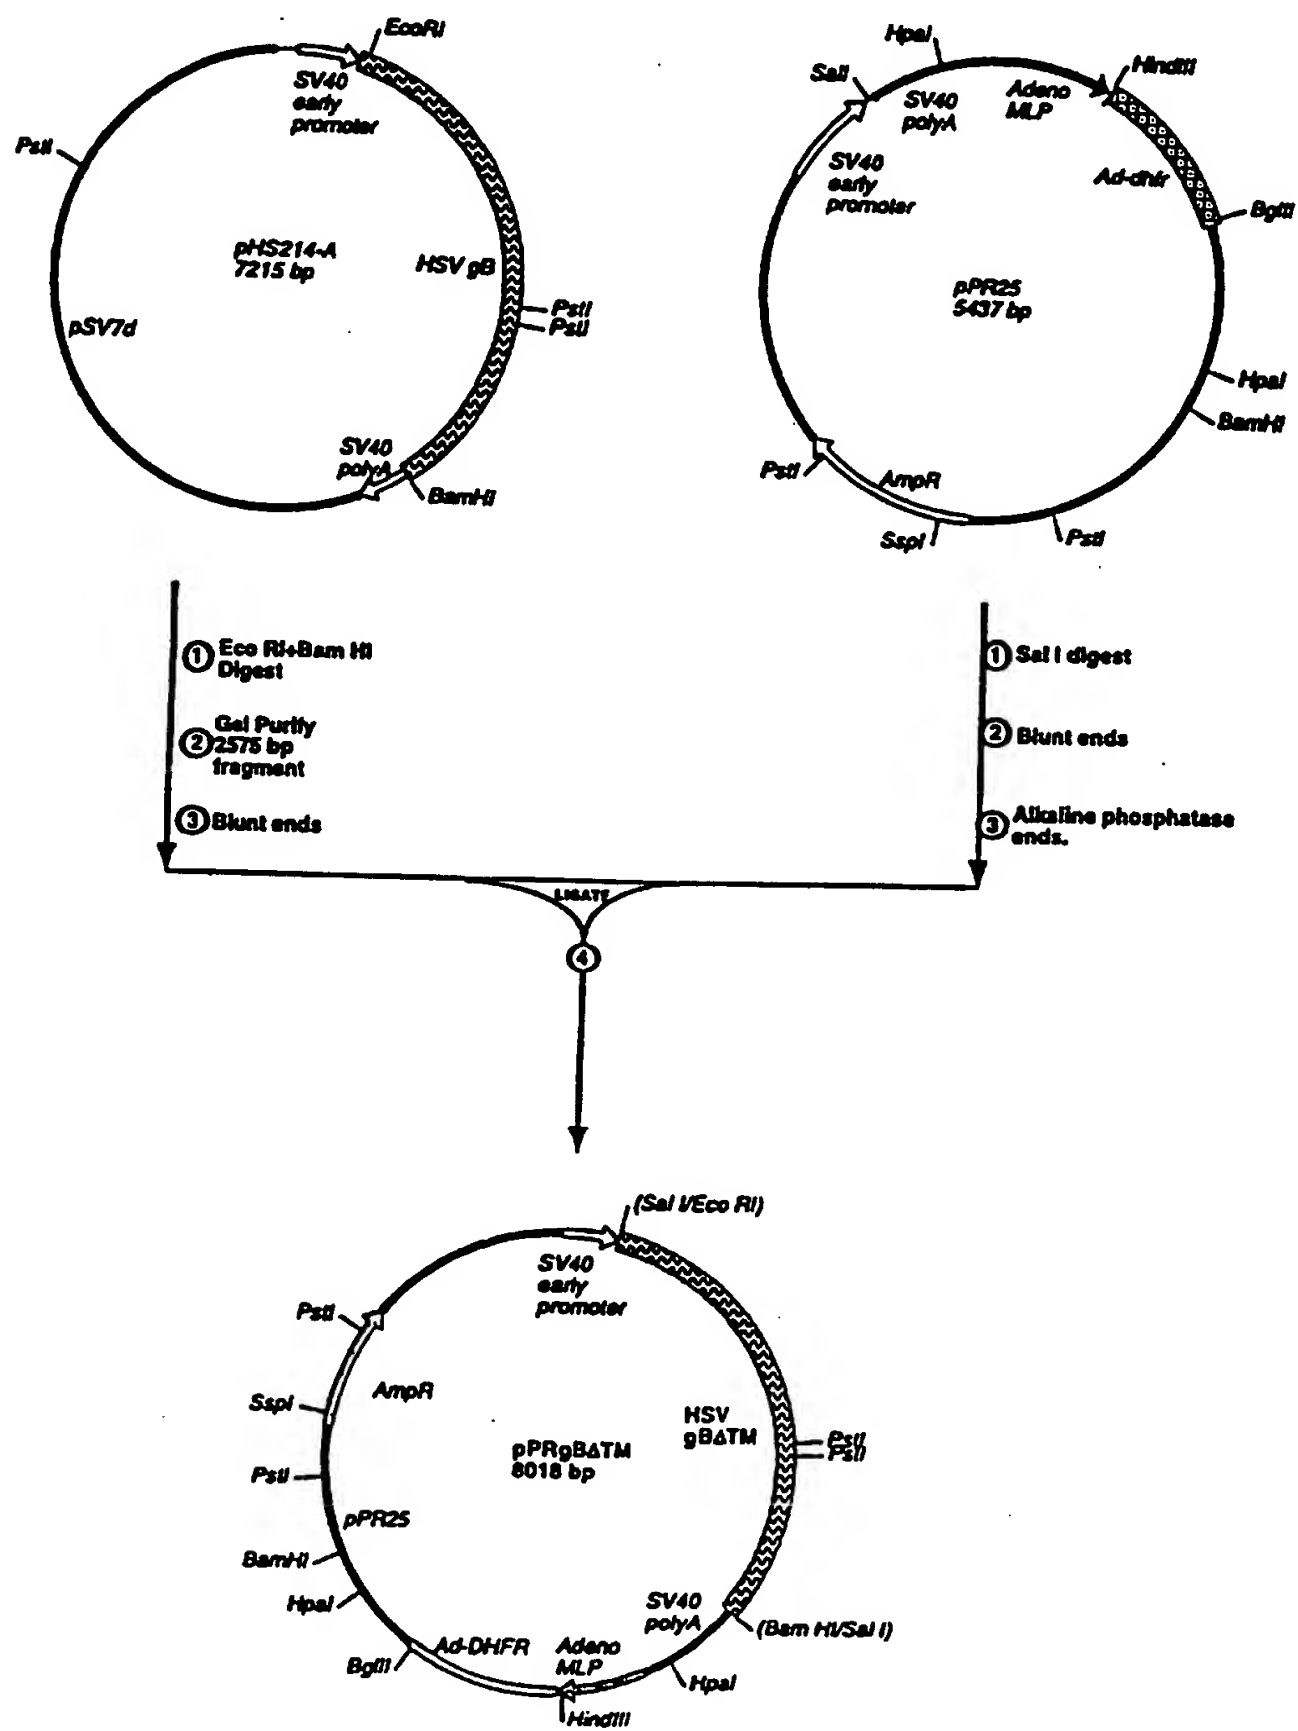 EcoRI
SV40
early
promoter
PstI
pHS214-A
7215 bp
HSV gB
PstI
PstI
pSV7d
SV40
polyA
BamHI
HpaI
SalI
HindIII
SV40
polyA
Adeno
MLP
SV40
early
promoter
Ad-dhfr
BglII
pPR25
5437 bp
HpaI
BamHI
PstI
AmpR
SspI
PstI
1 Eco RI+Bam HI
Digest
2 Gel Purify
2575 bp
fragment
3 Blunt ends
1 Sal I digest
2 Blunt ends
3 Alkaline phosphatase
ends.
LIGATE
4
(Sal I/Eco RI)
SV40
early
promoter
PstI
SspI
AmpR
HSV
gBΔTM
PstI
PstI
pPRgBΔTM
8018 bp
PstI
pPR25
BamHI
HpaI
SV40
polyA
(Bam HI/Sal I)
BglII
Ad-DHFR
Adeno
MLP
HpaI
HindIII